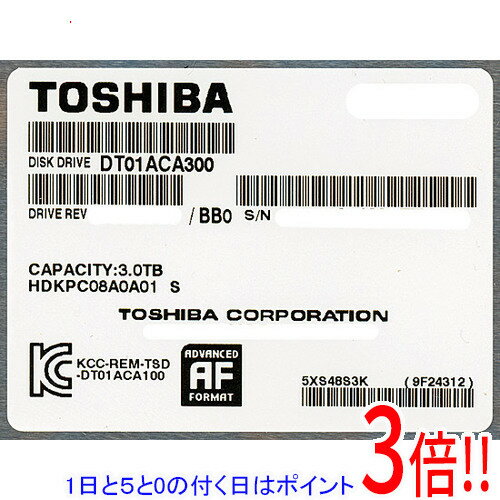 TOSHIBA
DISK DRIVE DT01ACA300
DRIVE REV /BB0 S/N
CAPACITY:3.0TB
HDKPC08A0A01 S
TOSHIBA CORPORATION
KCC-REM-TSD
-DT01ACA100
ADVANCED
AF
FORMAT
5XS48S3K (9F24312)
1日と5と0の付く日はポイント 3倍!!